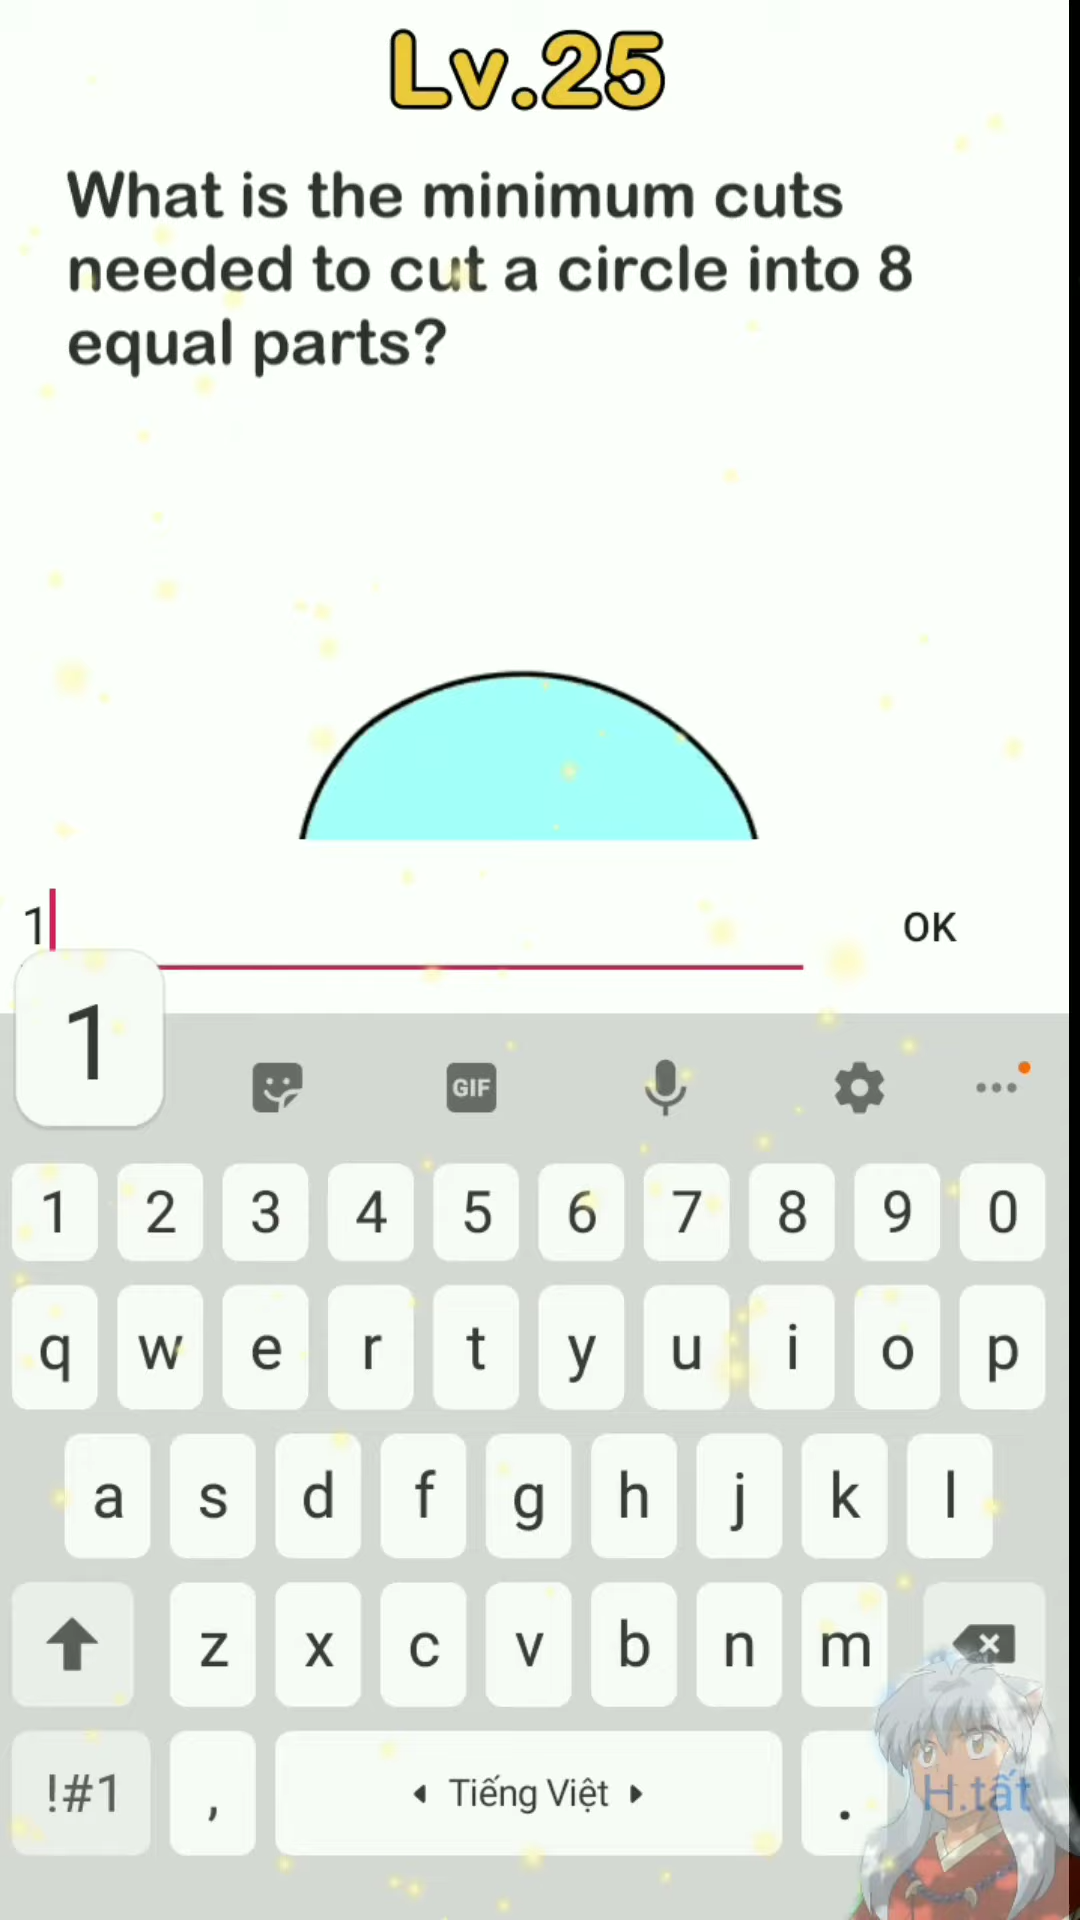 Lv.25
What is the minimum cuts
needed to cut a circle into 8
equal parts?
1
OK
1
GIF
1 2 3 4 5 6 7 8 9 0
q w e r t y u i o p
a s d f g h j k l
z x c v b n m
!#1 , Tiếng Việt .
H.tất